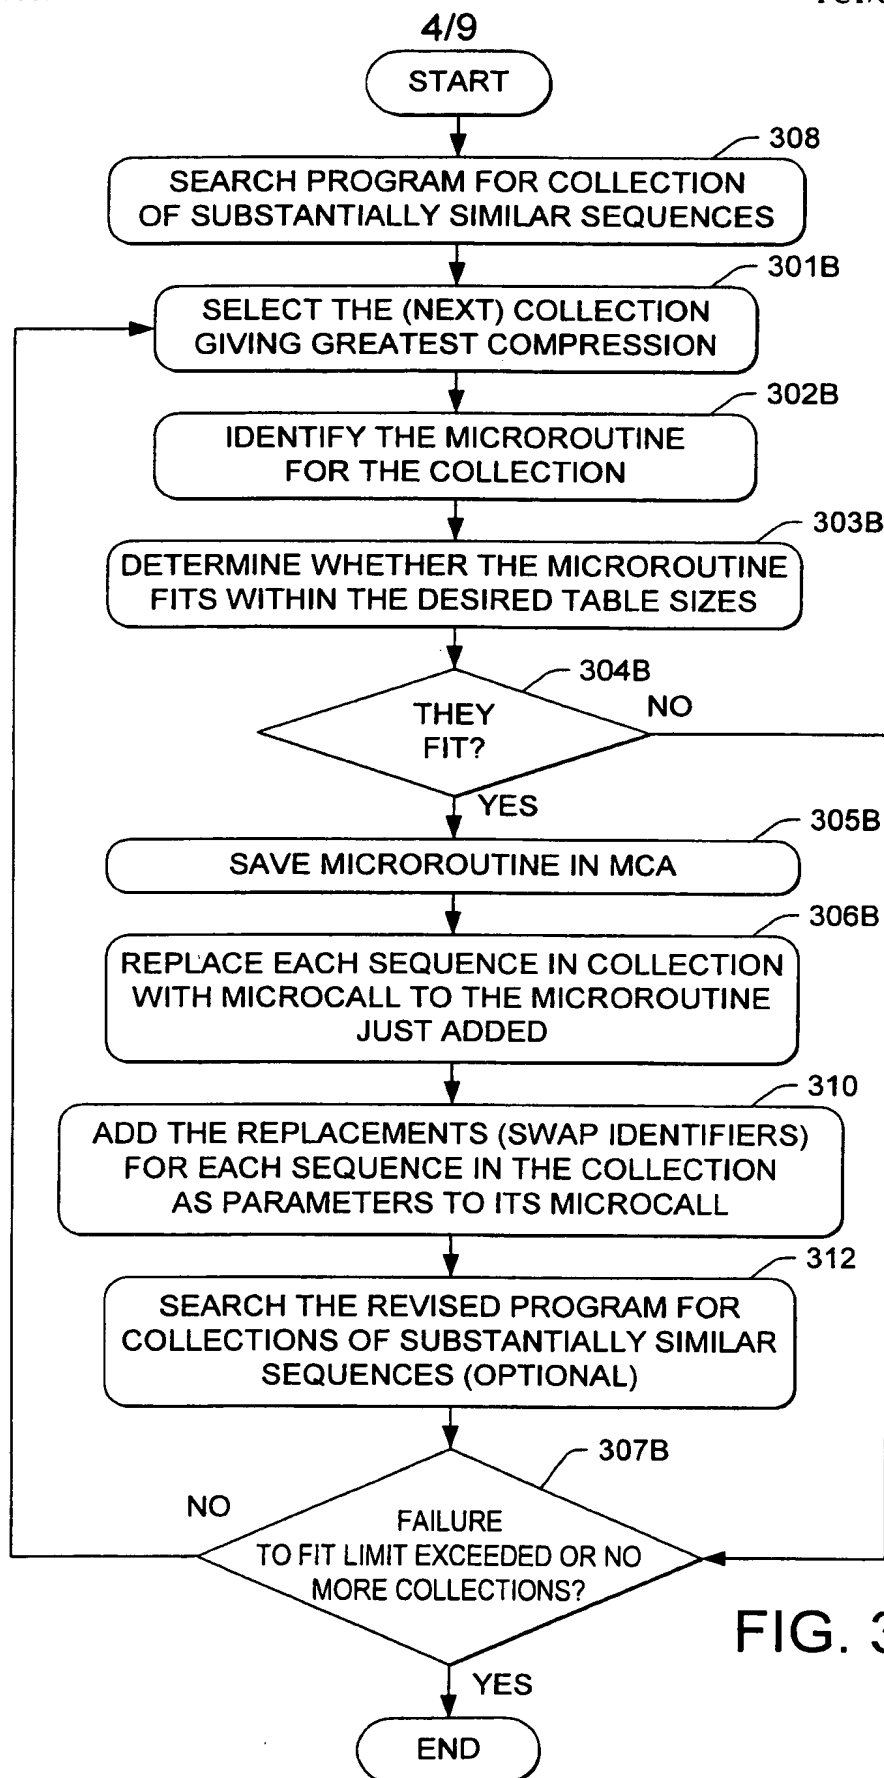 4/9
START
308
SEARCH PROGRAM FOR COLLECTION
OF SUBSTANTIALLY SIMILAR SEQUENCES
301B
SELECT THE (NEXT) COLLECTION
GIVING GREATEST COMPRESSION
302B
IDENTIFY THE MICROROUTINE
FOR THE COLLECTION
303B
DETERMINE WHETHER THE MICROROUTINE
FITS WITHIN THE DESIRED TABLE SIZES
304B
THEY
FIT?
NO
YES
305B
SAVE MICROROUTINE IN MCA
306B
REPLACE EACH SEQUENCE IN COLLECTION
WITH MICROCALL TO THE MICROROUTINE
JUST ADDED
310
ADD THE REPLACEMENTS (SWAP IDENTIFIERS)
FOR EACH SEQUENCE IN THE COLLECTION
AS PARAMETERS TO ITS MICROCALL
312
SEARCH THE REVISED PROGRAM FOR
COLLECTIONS OF SUBSTANTIALLY SIMILAR
SEQUENCES (OPTIONAL)
307B
NO
FAILURE
TO FIT LIMIT EXCEEDED OR NO
MORE COLLECTIONS?
FIG. 3
YES
END